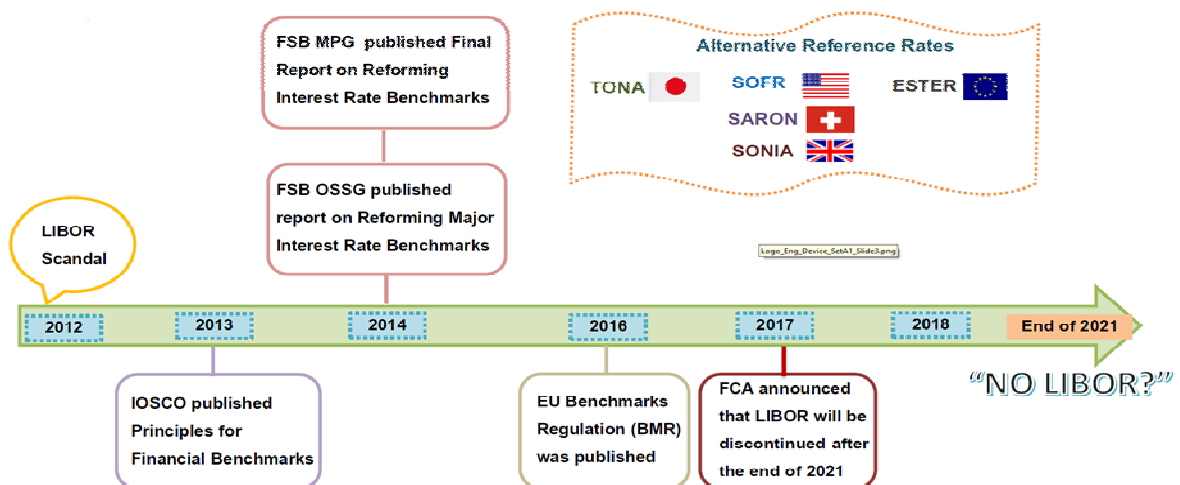 FSB MPG published Final
Report on Reforming
Interest Rate Benchmarks
Alternative Reference Rates
TONA
SOFR
ESTER
SARON
SONIA
FSB OSSG published
report on Reforming Major
Interest Rate Benchmarks
LIBOR
Scandal
Logo_Eng_Device_SetA1_Slide3.png
2012
2013
2014
2016
2017
2018
End of 2021
"NO LIBOR?"
IOSCO published
Principles for
Financial Benchmarks
EU Benchmarks
Regulation (BMR)
was published
FCA announced
that LIBOR will be
discontinued after
the end of 2021